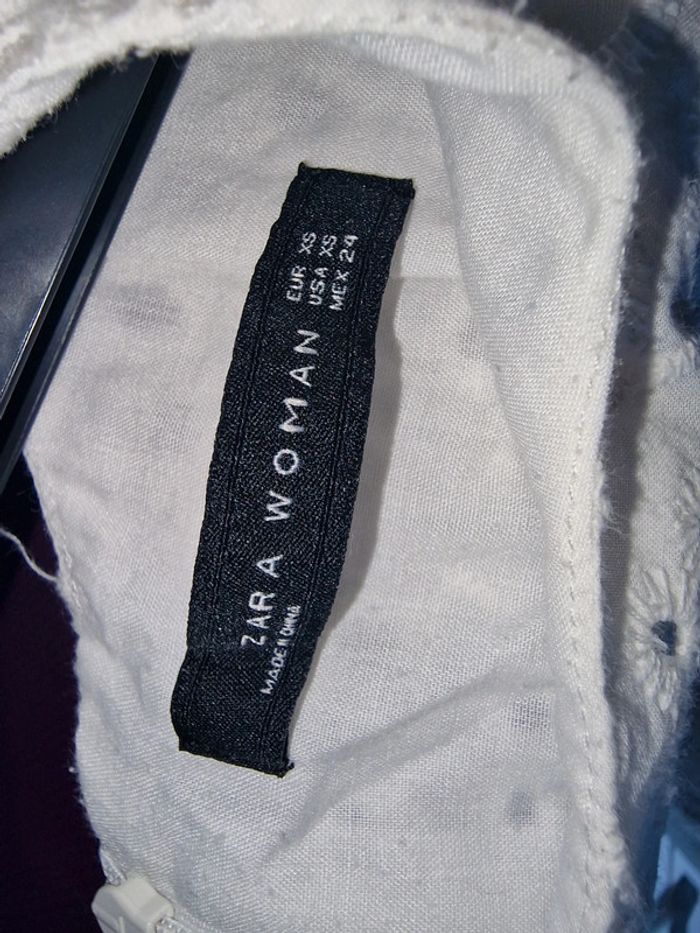 ZARA WOMAN
MADE IN CHINA
EUR XS
USA XS
MEX 24